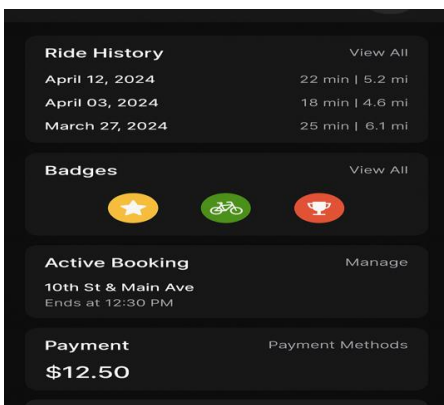 Ride History View All
April 12, 2024 22 min | 5.2 mi
April 03, 2024 18 min | 4.6 mi
March 27, 2024 25 min | 6.1 mi
Badges View All
Active Booking Manage
10th St & Main Ave
Ends at 12:30 PM
Payment Payment Methods
$12.50